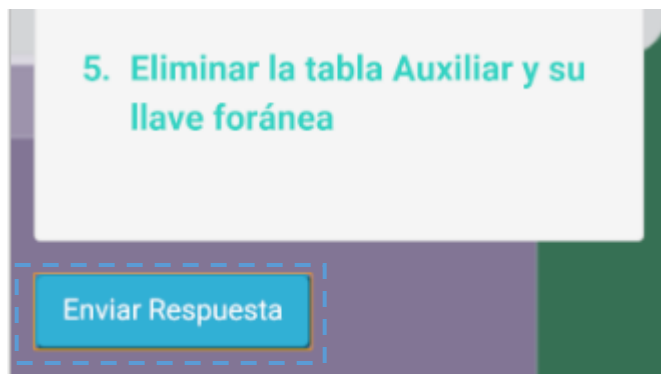 5. Eliminar la tabla Auxiliar y su
llave foránea
Enviar Respuesta